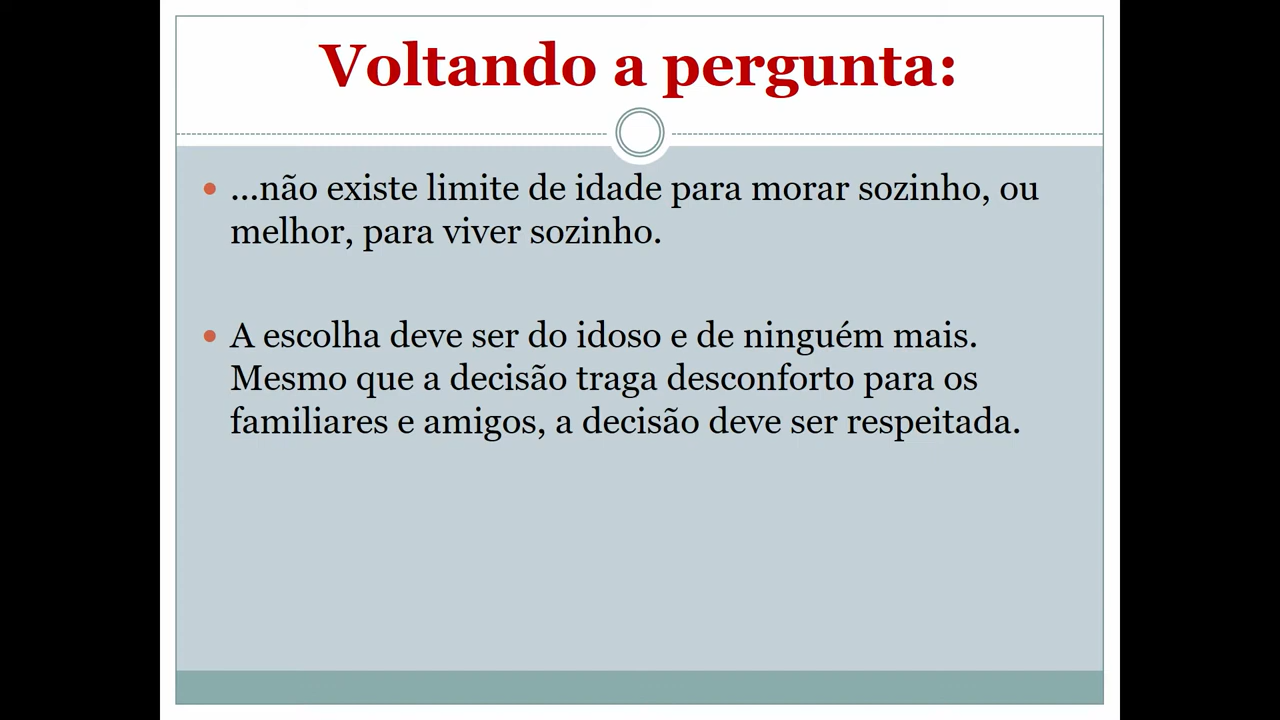 Voltando a pergunta:
...não existe limite de idade para morar sozinho, ou
melhor, para viver sozinho.
A escolha deve ser do idoso e de ninguém mais.
Mesmo que a decisão traga desconforto para os
familiares e amigos, a decisão deve ser respeitada.